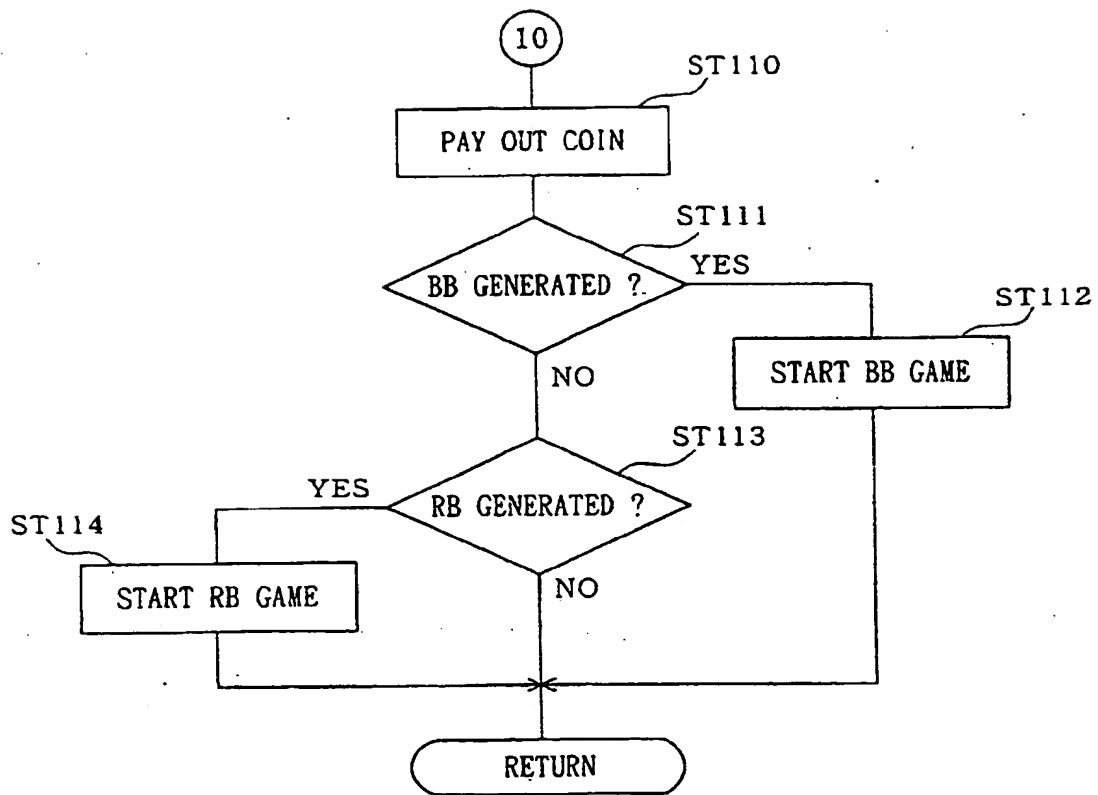 10
ST110
PAY OUT COIN
ST111
BB GENERATED ?
YES
ST112
START BB GAME
NO
ST113
RB GENERATED ?
YES
ST114
START RB GAME
NO
RETURN